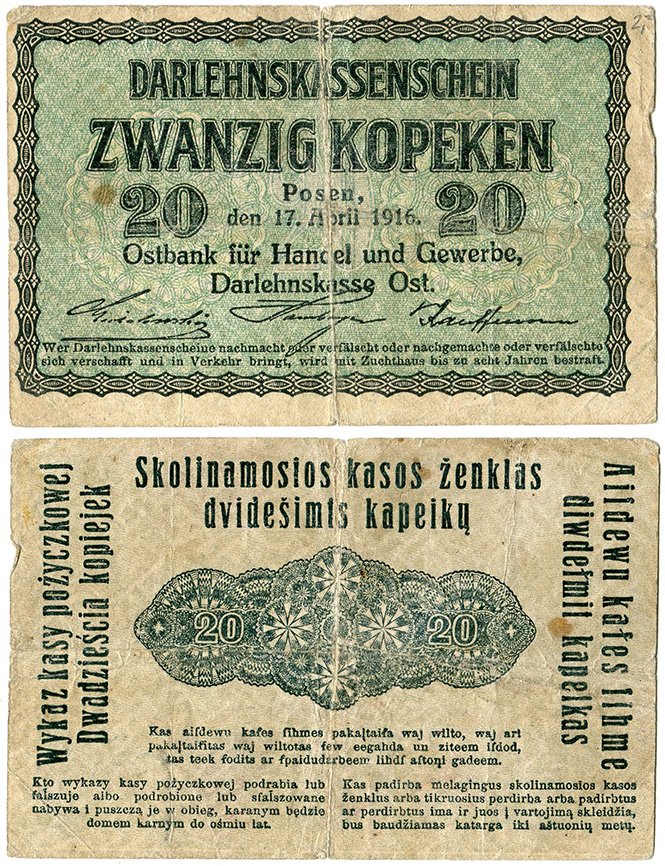 DARLEHNSKASSENSCHEIN
ZWANZIG KOPEKEN
20 Posen, 20
den 17. April 1916.
Ostbank für Handel und Gewerbe,
Darlehnskasse Ost.
Wer Darlehnskassenscheine nachmacht oder verfälscht oder nachgemachte oder verfälschte
sich verschafft und in Verkehr bringt, wird mit Zuchthaus bis zu acht Jahren bestraft.
Skolinamosios kasos ženklas
dvidešimts kapeikų
Wykaz kasy pożyczkowej
Dwadzieścia kopiejek
Aisdewu kases sihme
diwdesmit kapeikas
20 20
Kas aisdewu kases sihmes pakaļtaisa waj wilto, waj ari
pakaļtaisitas waj wiltotas sew eegahda un ziteem isdod,
tas teek sodits ar spaidudarbeem lihds astoņi gadeem.
Kto wykazy kasy pożyczkowej podrabia lub
fałszuje albo podrobione lub sfałszowane
nabywa i puszcza je w obieg, karanym będzie
domem karnym do ośmiu lat.
Kas padirba melagingus skolinamosios kasos
ženklus arba tikruosius perdirba arba padirbtus
ar perdirbtus ima ir juos į vartojimą skleidžia,
bus baudžiamas katarga iki aštuonių metų.